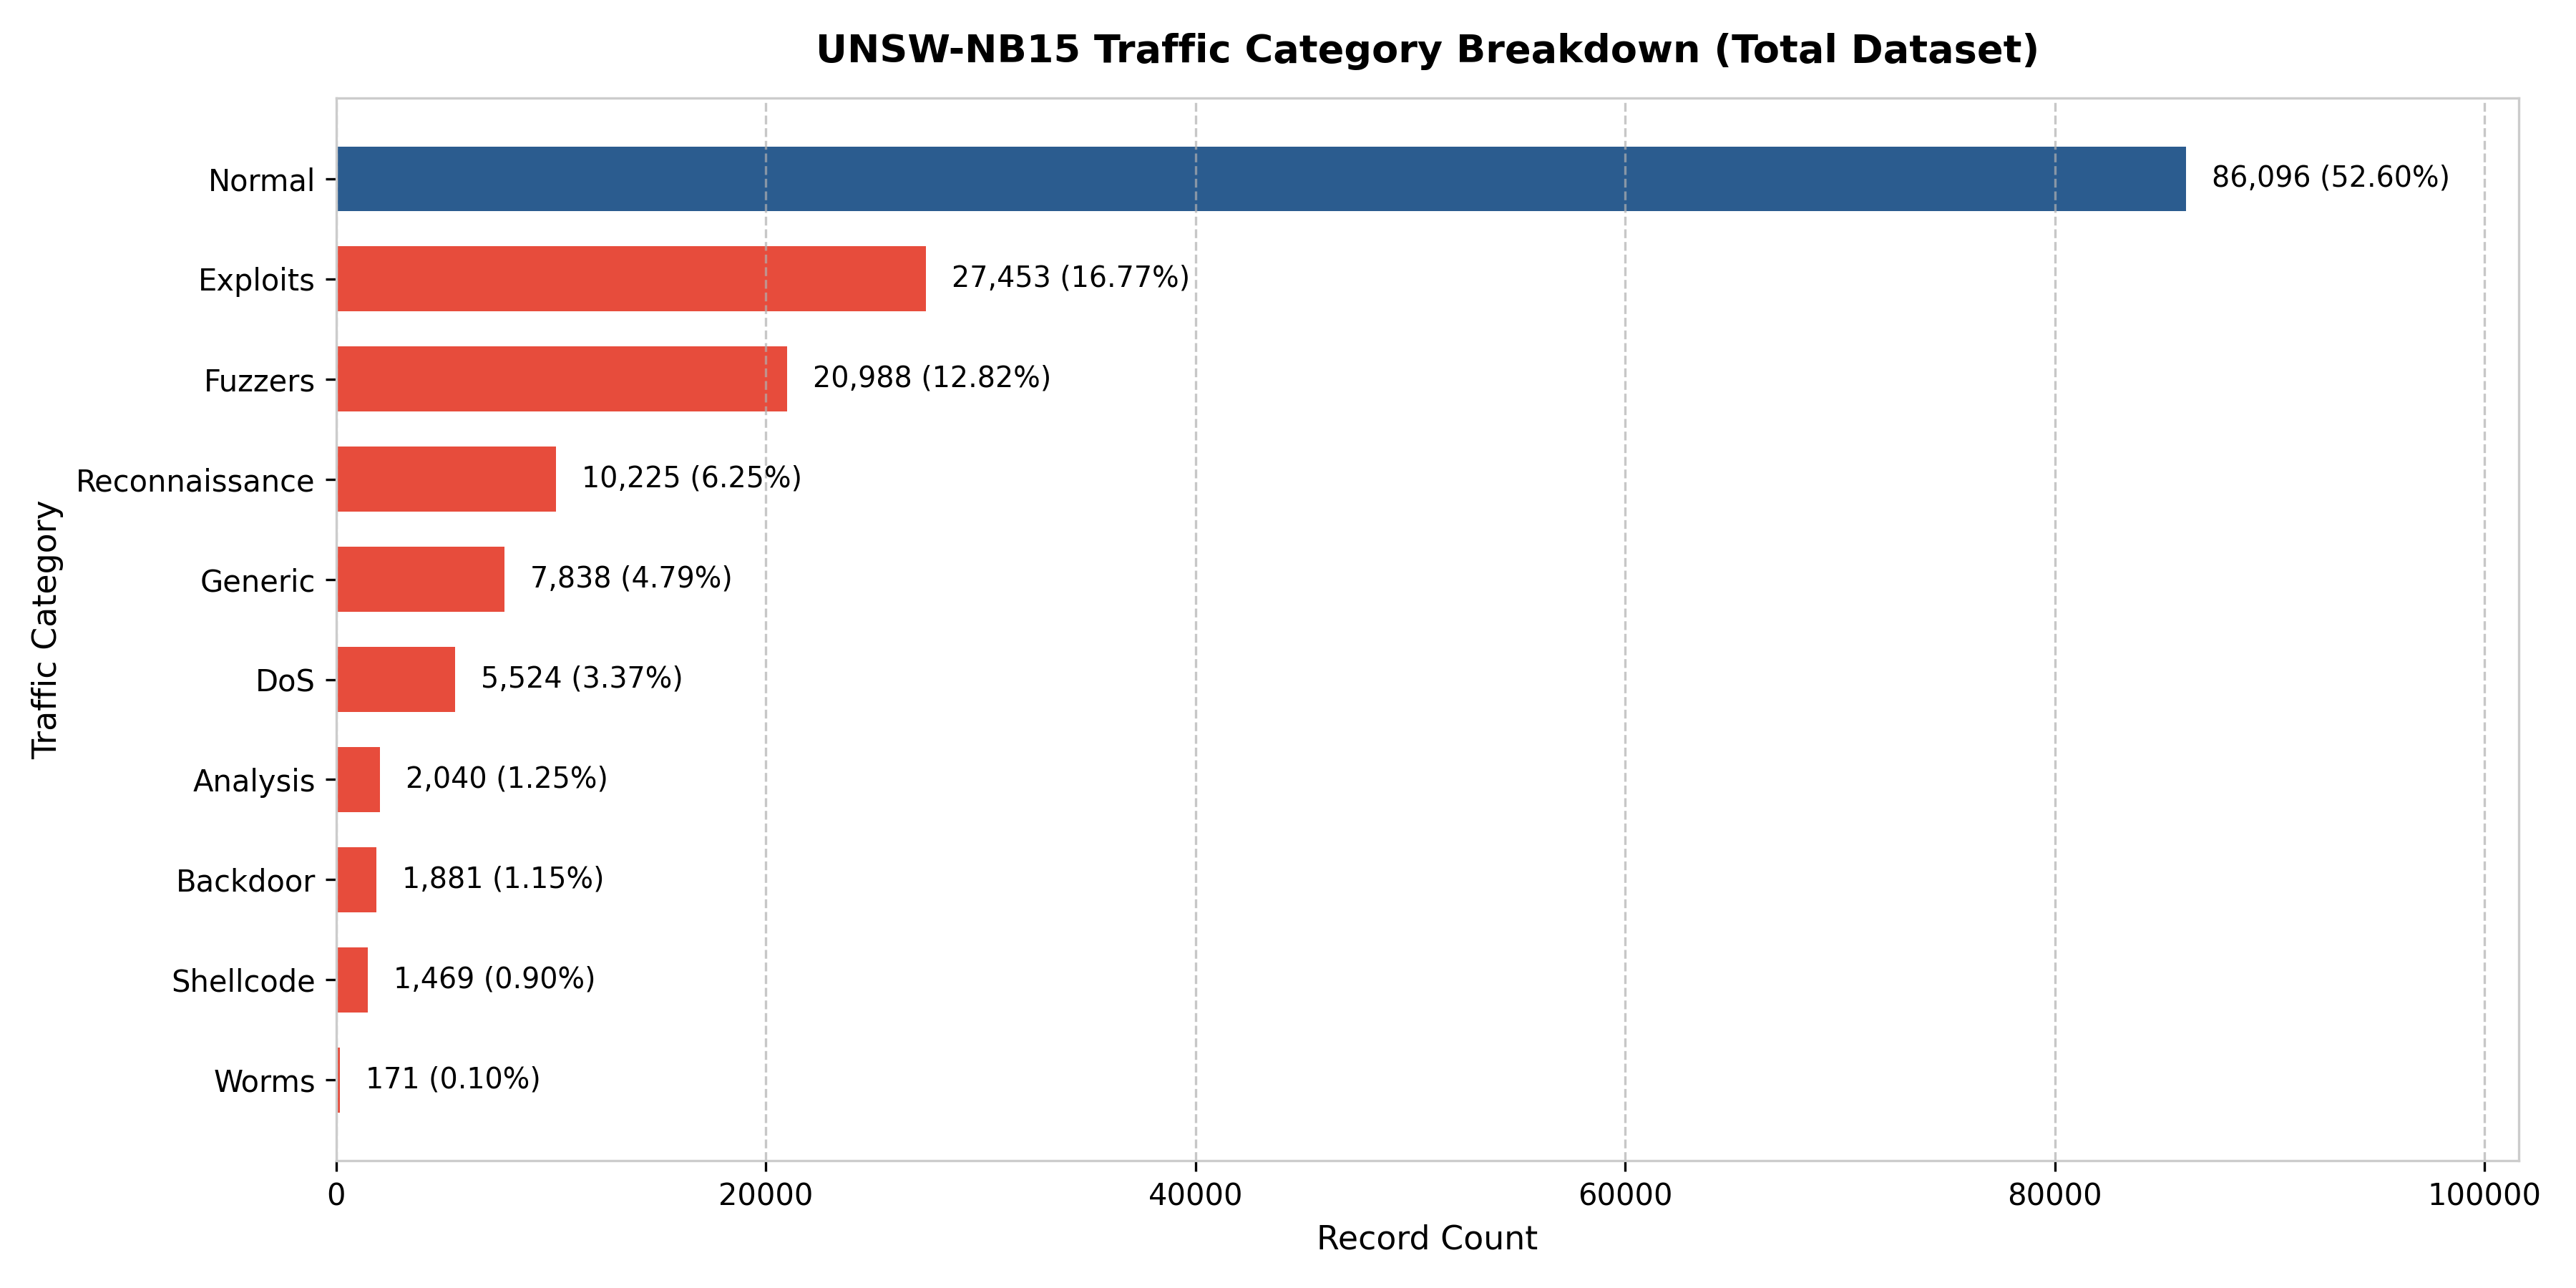 UNSW-NB15 Traffic Category Breakdown (Total Dataset)
Traffic Category
Normal 86,096 (52.60%)
Exploits 27,453 (16.77%)
Fuzzers 20,988 (12.82%)
Reconnaissance 10,225 (6.25%)
Generic 7,838 (4.79%)
DoS 5,524 (3.37%)
Analysis 2,040 (1.25%)
Backdoor 1,881 (1.15%)
Shellcode 1,469 (0.90%)
Worms 171 (0.10%)
0 20000 40000 60000 80000 100000
Record Count